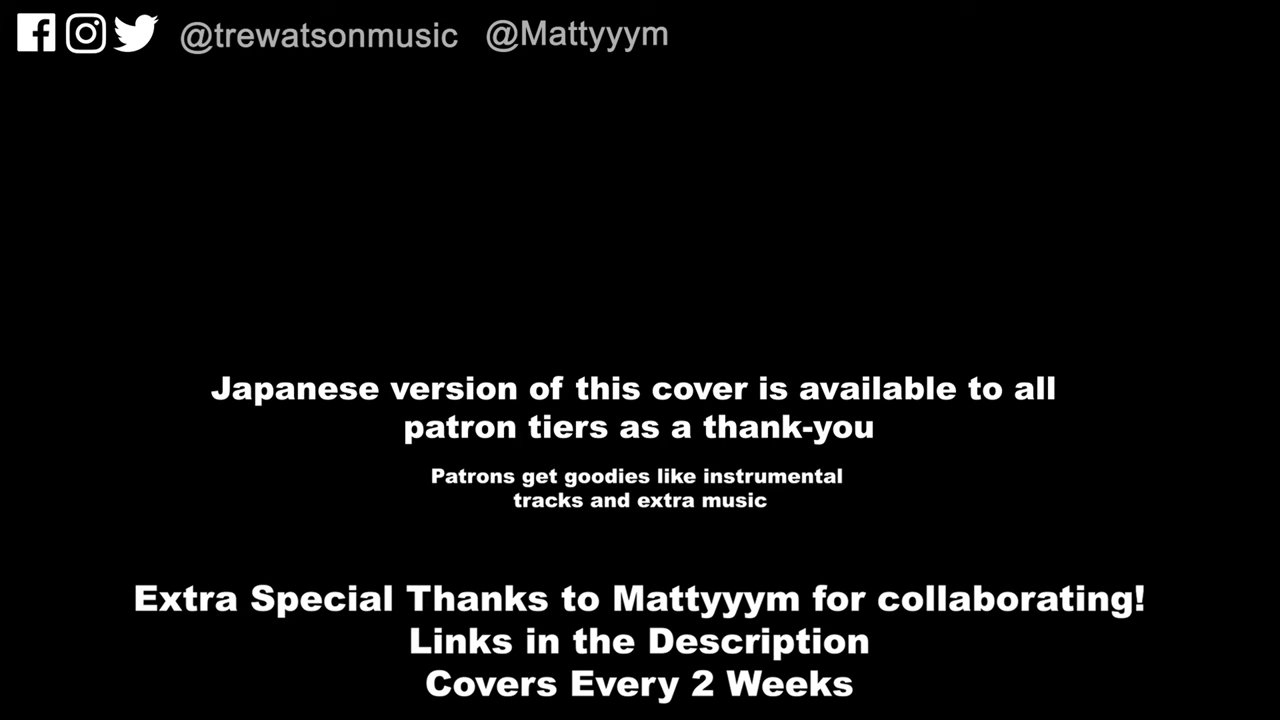 @trewatsonmusic @Mattyyym
Japanese version of this cover is available to all
patron tiers as a thank-you
Patrons get goodies like instrumental
tracks and extra music
Extra Special Thanks to Mattyyym for collaborating!
Links in the Description
Covers Every 2 Weeks